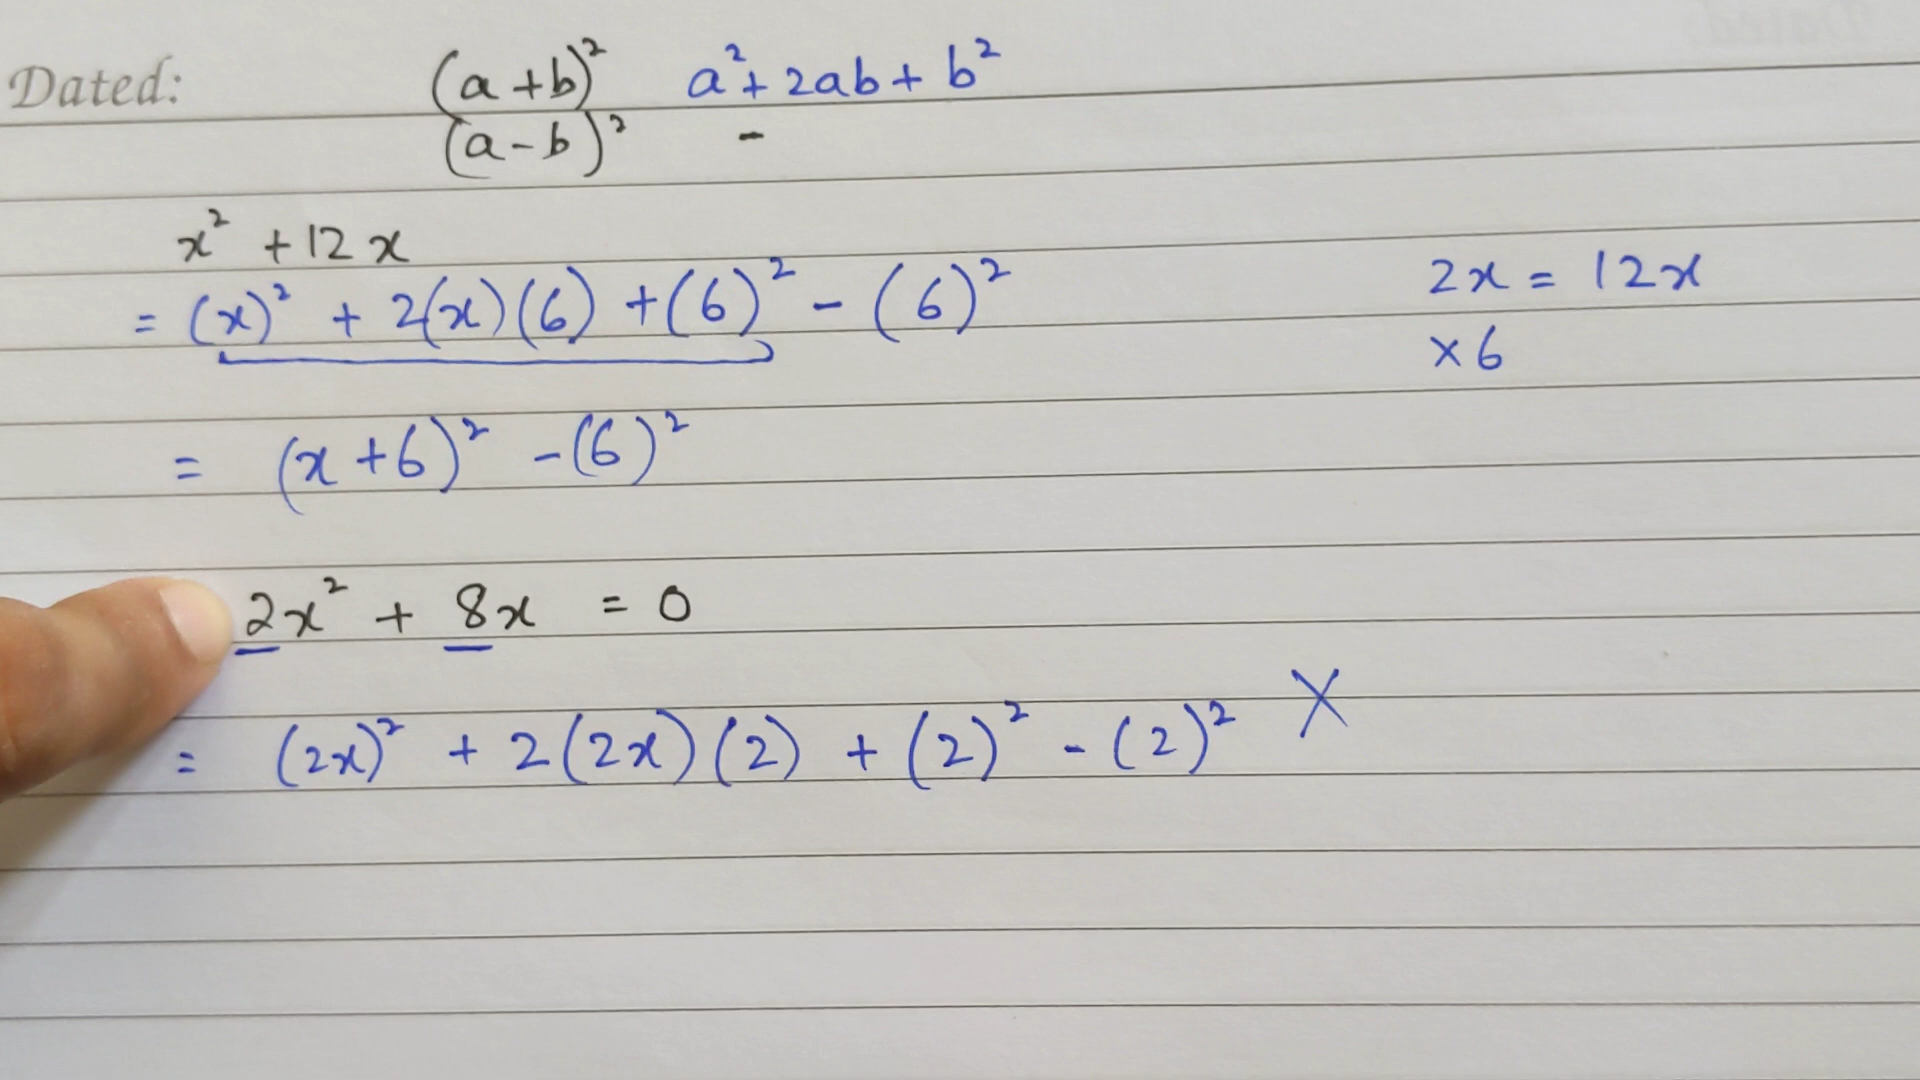 Dated:
(a+b)² a²+2ab+b²
(a-b)² -
x² +12x
= (x)² + 2(x)(6) +(6)² - (6)²
2x = 12x
×6
= (x+6)² -(6)²
2x² + 8x = 0
= (2x)² + 2(2x)(2) + (2)² - (2)² X